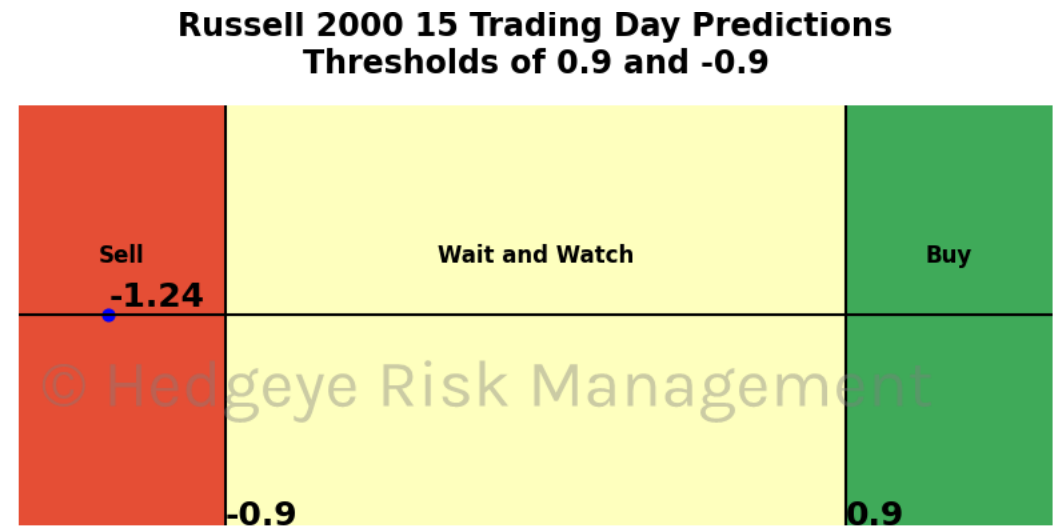 Russell 2000 15 Trading Day Predictions
Thresholds of 0.9 and -0.9
Sell
Wait and Watch
Buy
-1.24
© Hedgeye Risk Management
-0.9
0.9